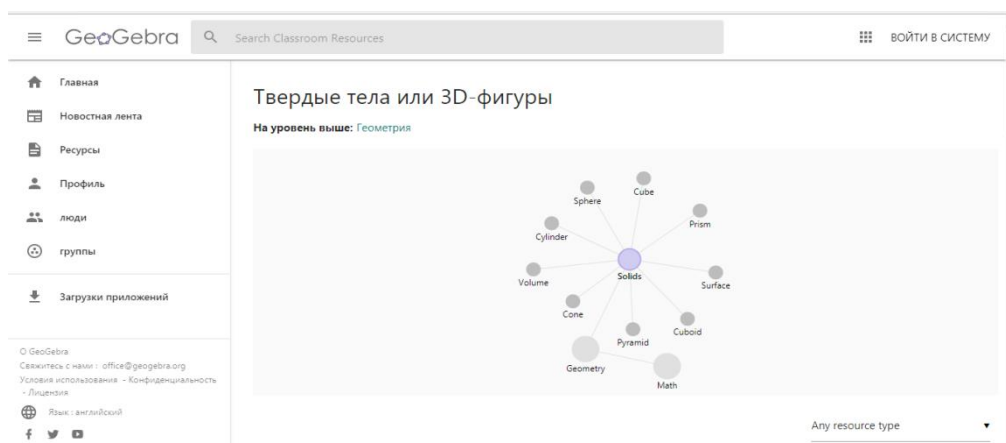 GeoGebra
Search Classroom Resources
ВОЙТИ В СИСТЕМУ
Главная
Новостная лента
Ресурсы
Профиль
люди
группы
Загрузки приложений
О GeoGebra
Свяжитесь с нами : office@geogebra.org
Условия использования - Конфиденциальность
- Лицензия
Язык : английский
Твердые тела или 3D-фигуры
На уровень выше: Геометрия
Cube
Sphere
Prism
Cylinder
Solids
Volume
Surface
Cone
Cuboid
Pyramid
Geometry
Math
Any resource type